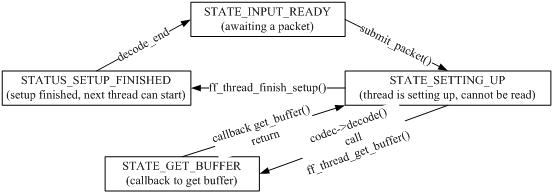 STATE_INPUT_READY
(awaiting a packet)
decode_end
submit_packet()
STATUS_SETUP_FINISHED
(setup finished, next thread can start)
ff_thread_finish_setup()
STATE_SETTING_UP
(thread is setting up, cannot be read)
callback get_buffer()
return
codec->decode()
call
ff_thread_get_buffer()
STATE_GET_BUFFER
(callback to get buffer)